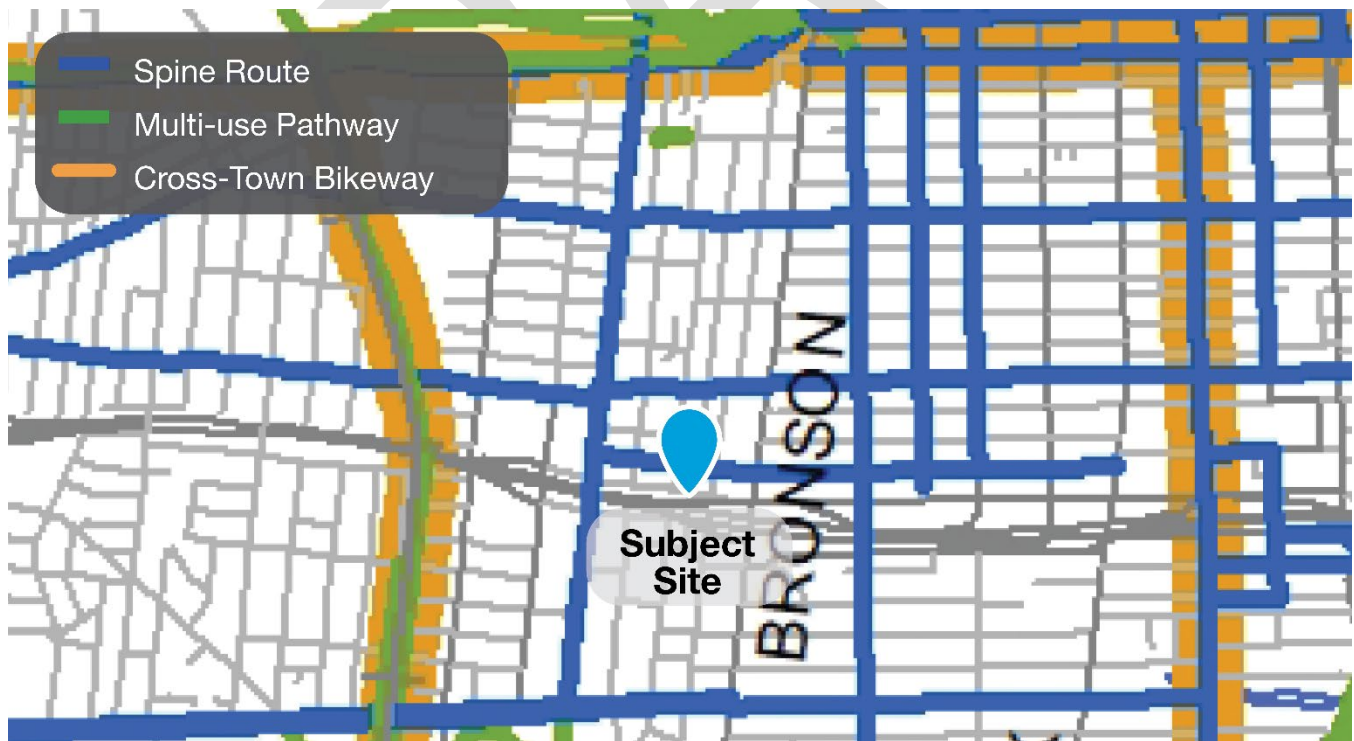 Spine Route
Multi-use Pathway
Cross-Town Bikeway
BRONSON
Subject
Site